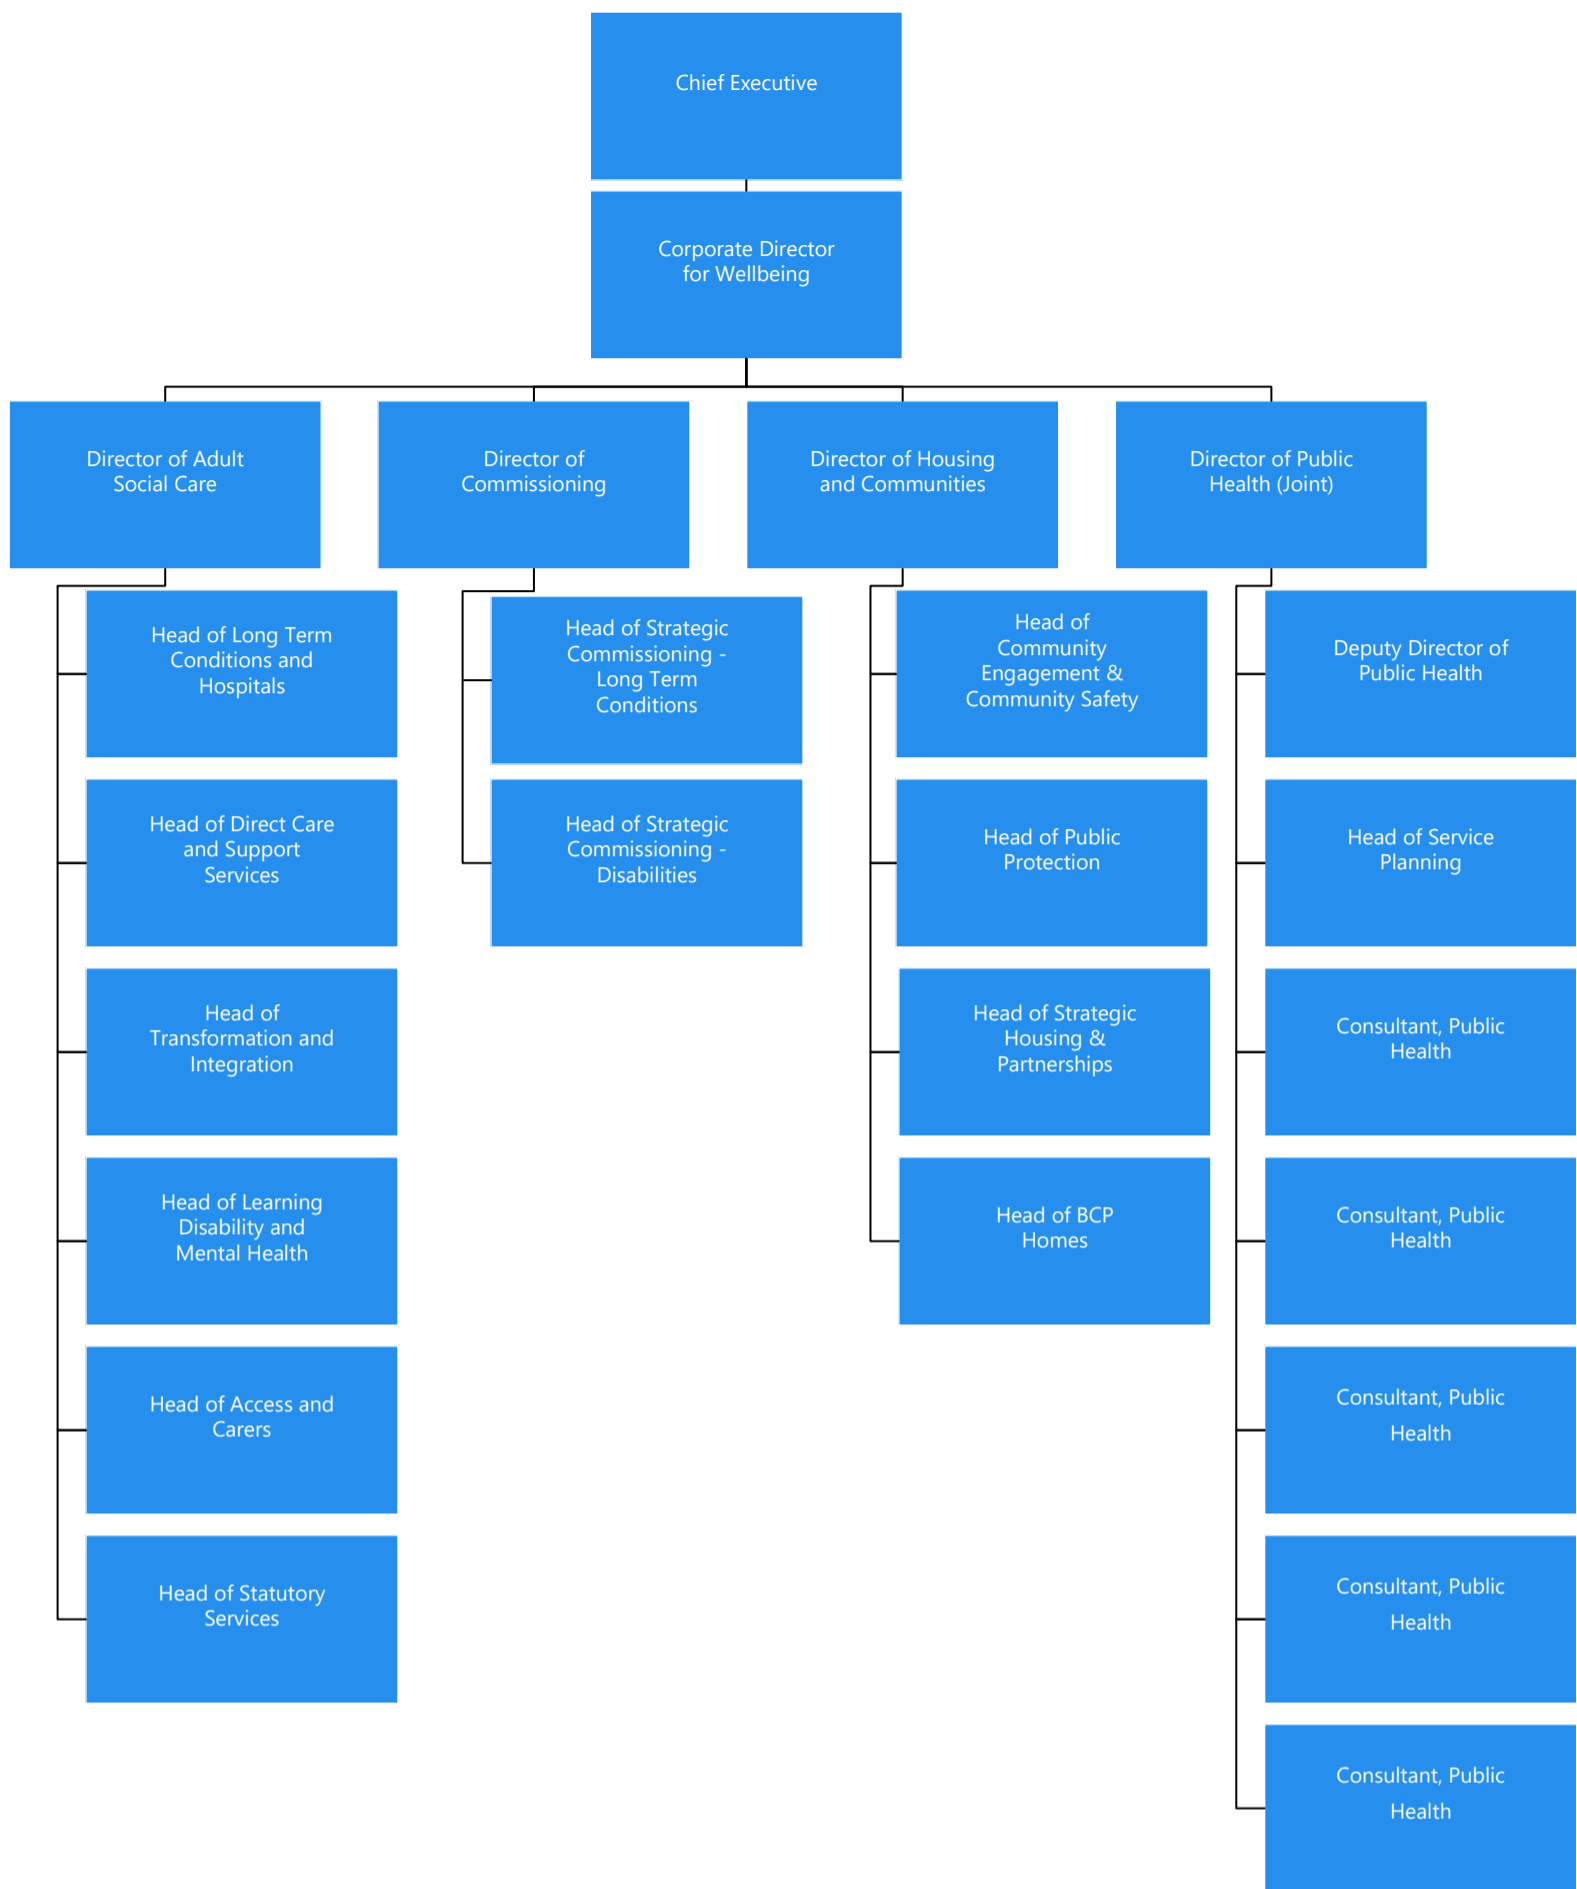 Chief Executive
Corporate Director
for Wellbeing
Director of Adult
Social Care
Director of
Commissioning
Director of Housing
and Communities
Director of Public
Health (Joint)
Head of Long Term
Conditions and
Hospitals
Head of Direct Care
and Support
Services
Head of
Transformation and
Integration
Head of Learning
Disability and
Mental Health
Head of Access and
Carers
Head of Statutory
Services
Head of Strategic
Commissioning -
Long Term
Conditions
Head of Strategic
Commissioning -
Disabilities
Head of
Community
Engagement &
Community Safety
Head of Public
Protection
Head of Strategic
Housing &
Partnerships
Head of BCP
Homes
Deputy Director of
Public Health
Head of Service
Planning
Consultant, Public
Health
Consultant, Public
Health
Consultant, Public
Health
Consultant, Public
Health
Consultant, Public
Health